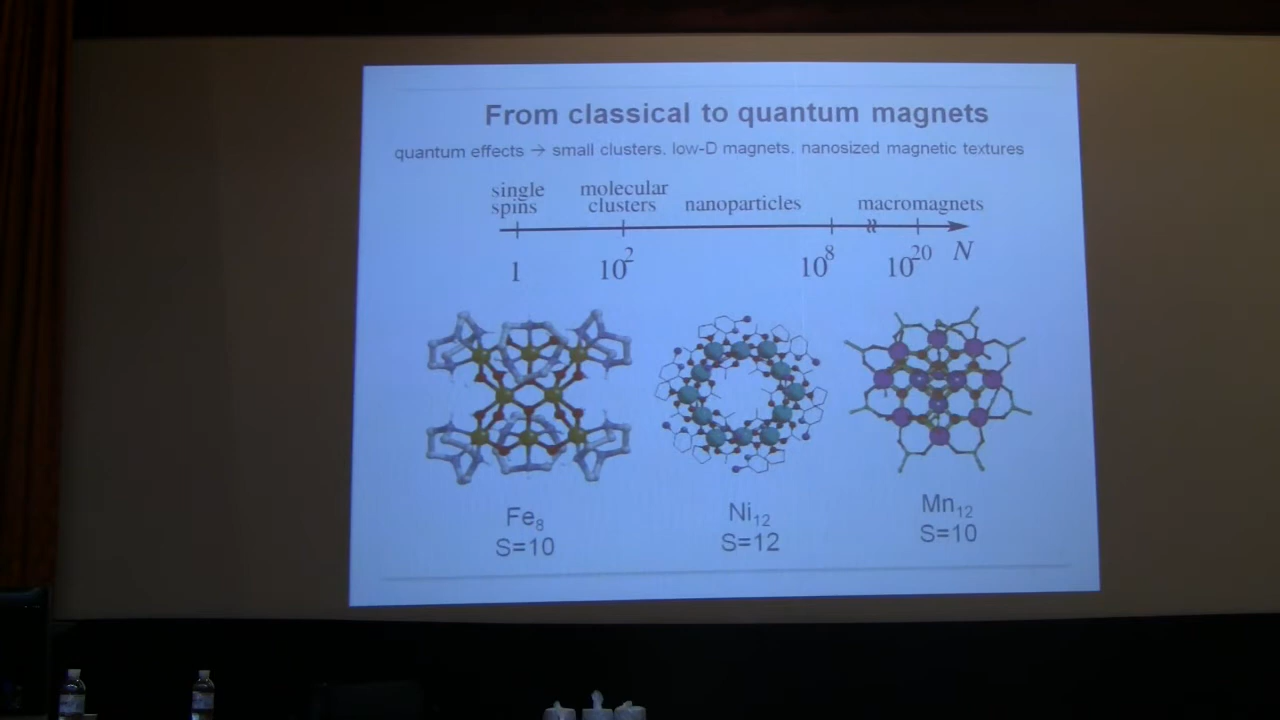 From classical to quantum magnets
quantum effects → small clusters, low-D magnets, nanosized magnetic textures
single spins
molecular clusters
nanoparticles
macromagnets
1
10²
10⁸
10²⁰
N
Fe₈
S=10
Ni₁₂
S=12
Mn₁₂
S=10